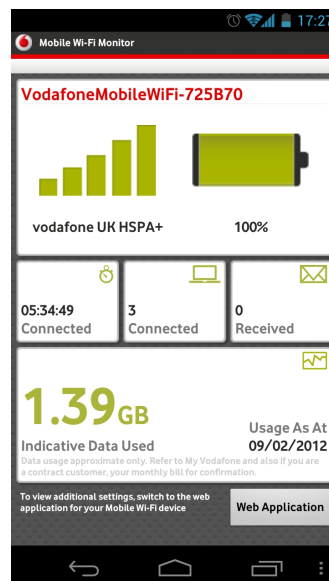 17:27
Mobile Wi-Fi Monitor
VodafoneMobileWiFi-725B70
vodafone UK HSPA+ 100%
05:34:49 3 0
Connected Connected Received
1.39GB
Usage As At
Indicative Data Used 09/02/2012
Data usage approximate only. Refer to My Vodafone and also if you are
a contract customer, your monthly bill for confirmation.
To view additional settings, switch to the web
application for your Mobile Wi-Fi device
Web Application